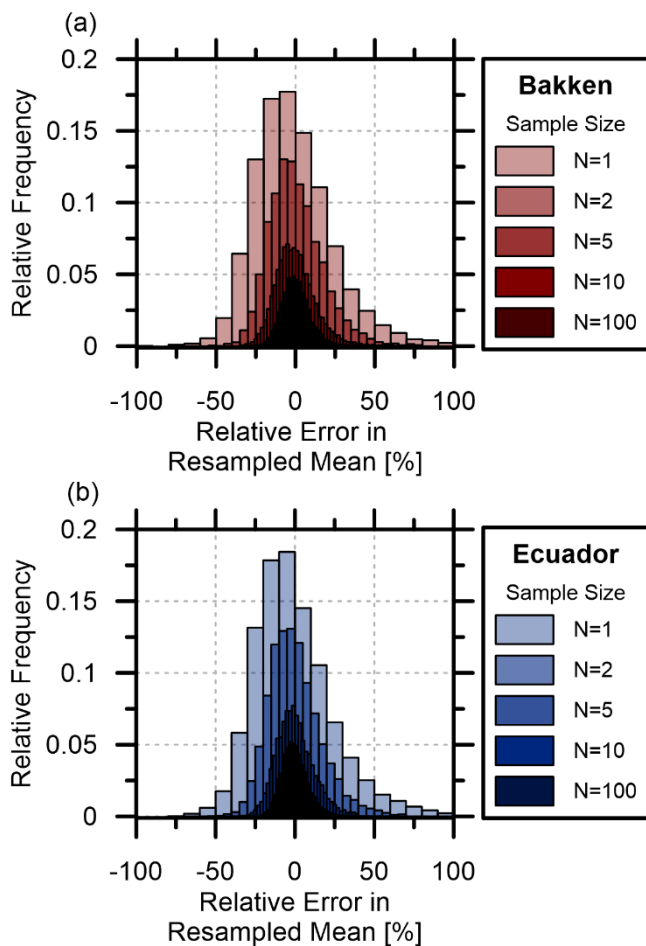 (a)
0.2
0.15
0.1
0.05
0
Relative Frequency
-100 -50 0 50 100
Relative Error in
Resampled Mean [%]
Bakken
Sample Size
N=1
N=2
N=5
N=10
N=100
(b)
0.2
0.15
0.1
0.05
0
Relative Frequency
-100 -50 0 50 100
Relative Error in
Resampled Mean [%]
Ecuador
Sample Size
N=1
N=2
N=5
N=10
N=100